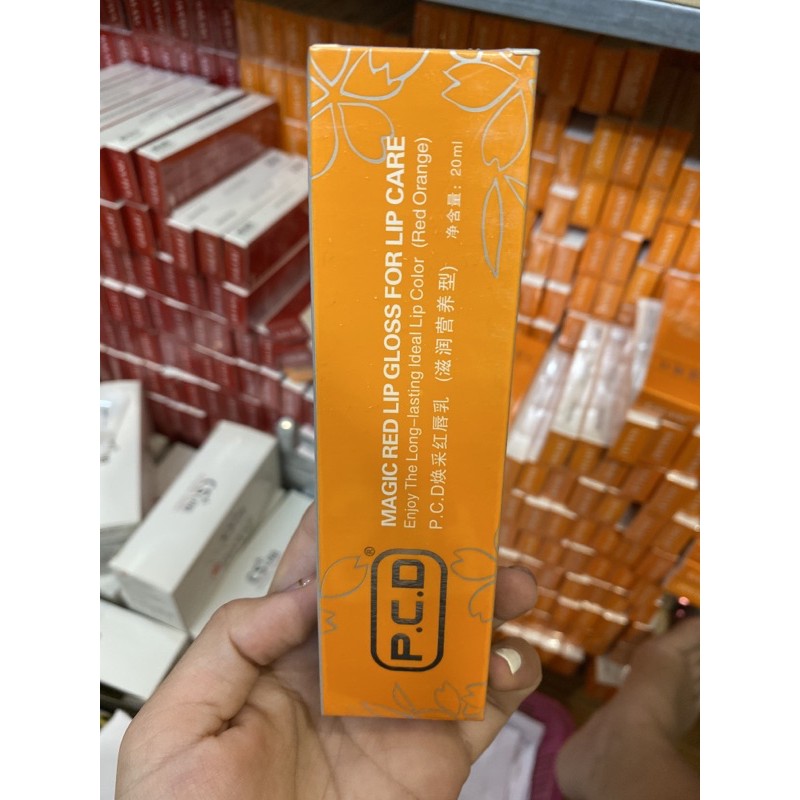 MAGIC RED LIP GLOSS FOR LIP CARE
Enjoy The Long-lasting Ideal Lip Color (Red Orange)
P.C.D焕采红唇乳 (滋润营养型) 净含量：20ml
P.C.D®